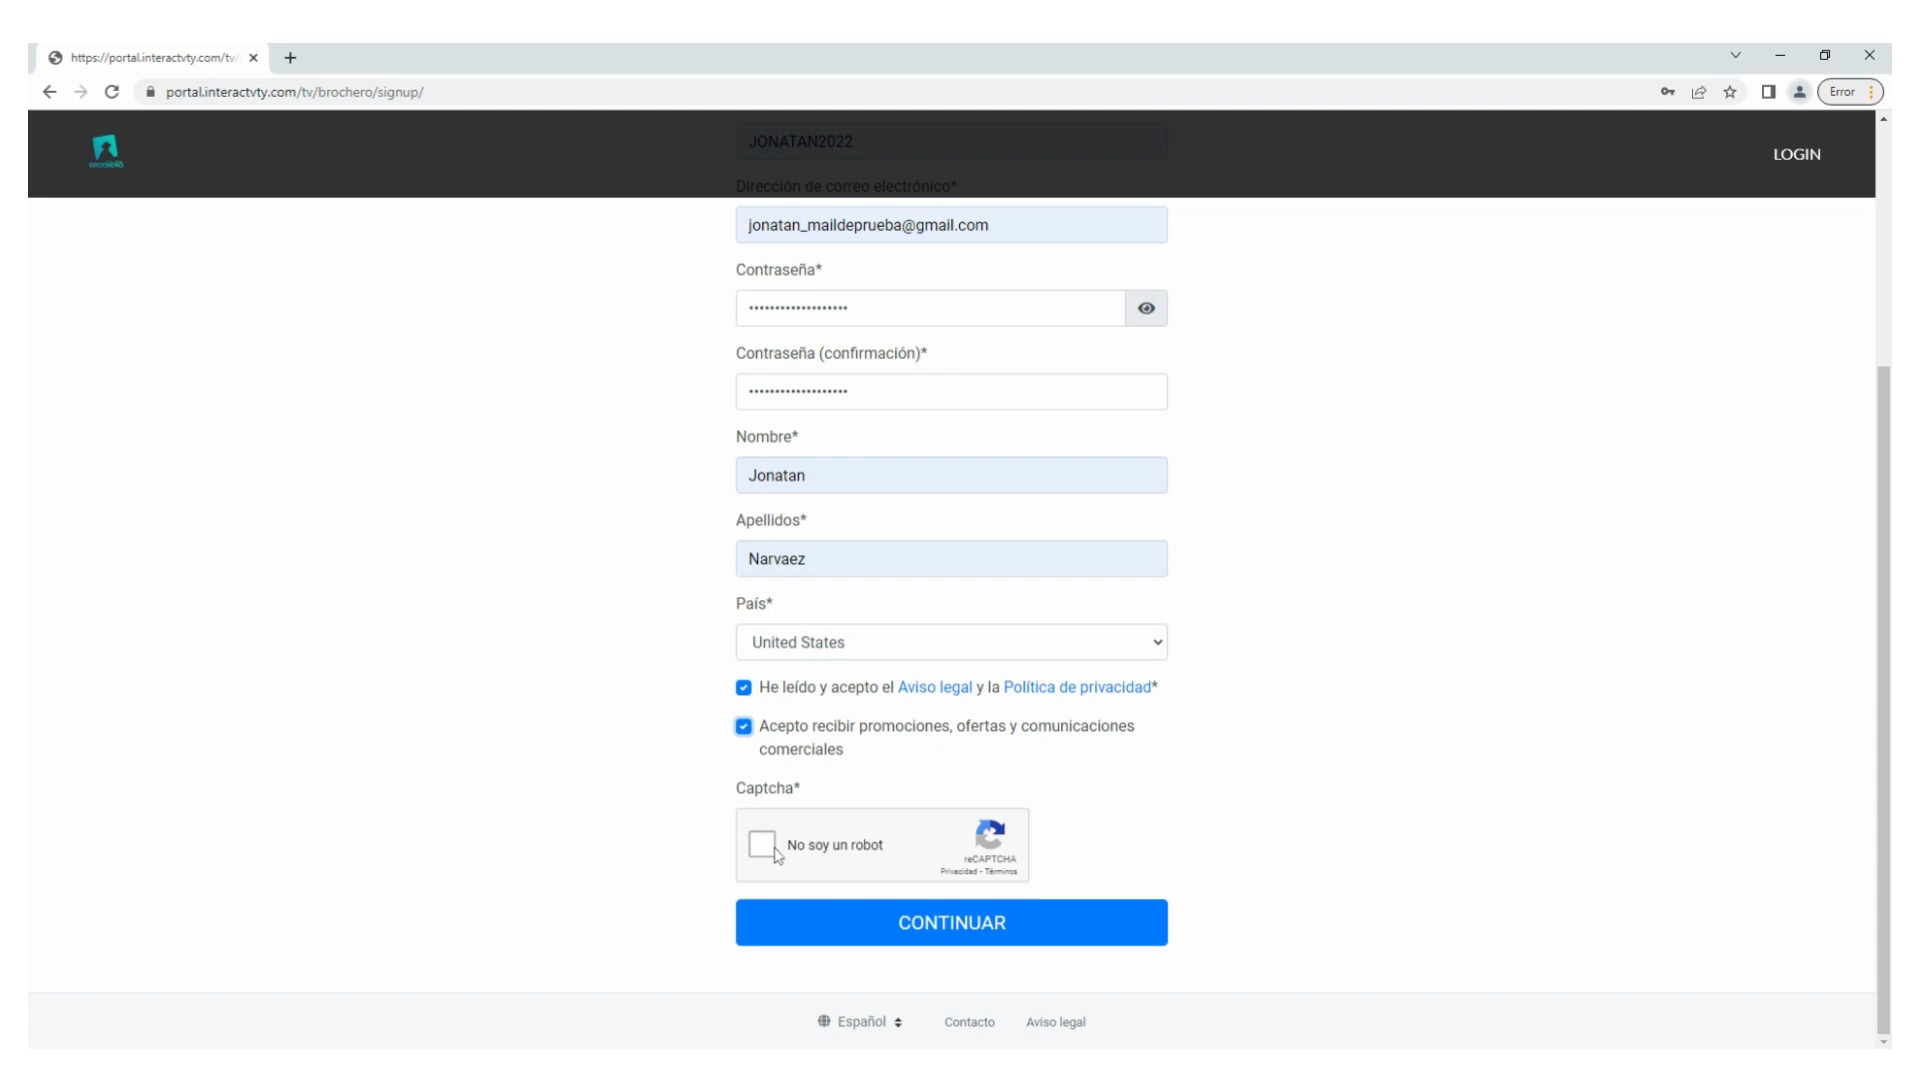 https://portal.interactvty.com/tv/
portal.interactvty.com/tv/brochero/signup/
Error
BROCHERO
LOGIN
JONATAN2022
Dirección de correo electrónico*
jonatan_maildeprueba@gmail.com
Contraseña*
•••••••••••••••••••
Contraseña (confirmación)*
•••••••••••••••••••
Nombre*
Jonatan
Apellidos*
Narvaez
País*
United States
He leído y acepto el Aviso legal y la Política de privacidad*
Acepto recibir promociones, ofertas y comunicaciones
comerciales
Captcha*
No soy un robot
reCAPTCHA
Privacidad - Términos
CONTINUAR
Español
Contacto
Aviso legal